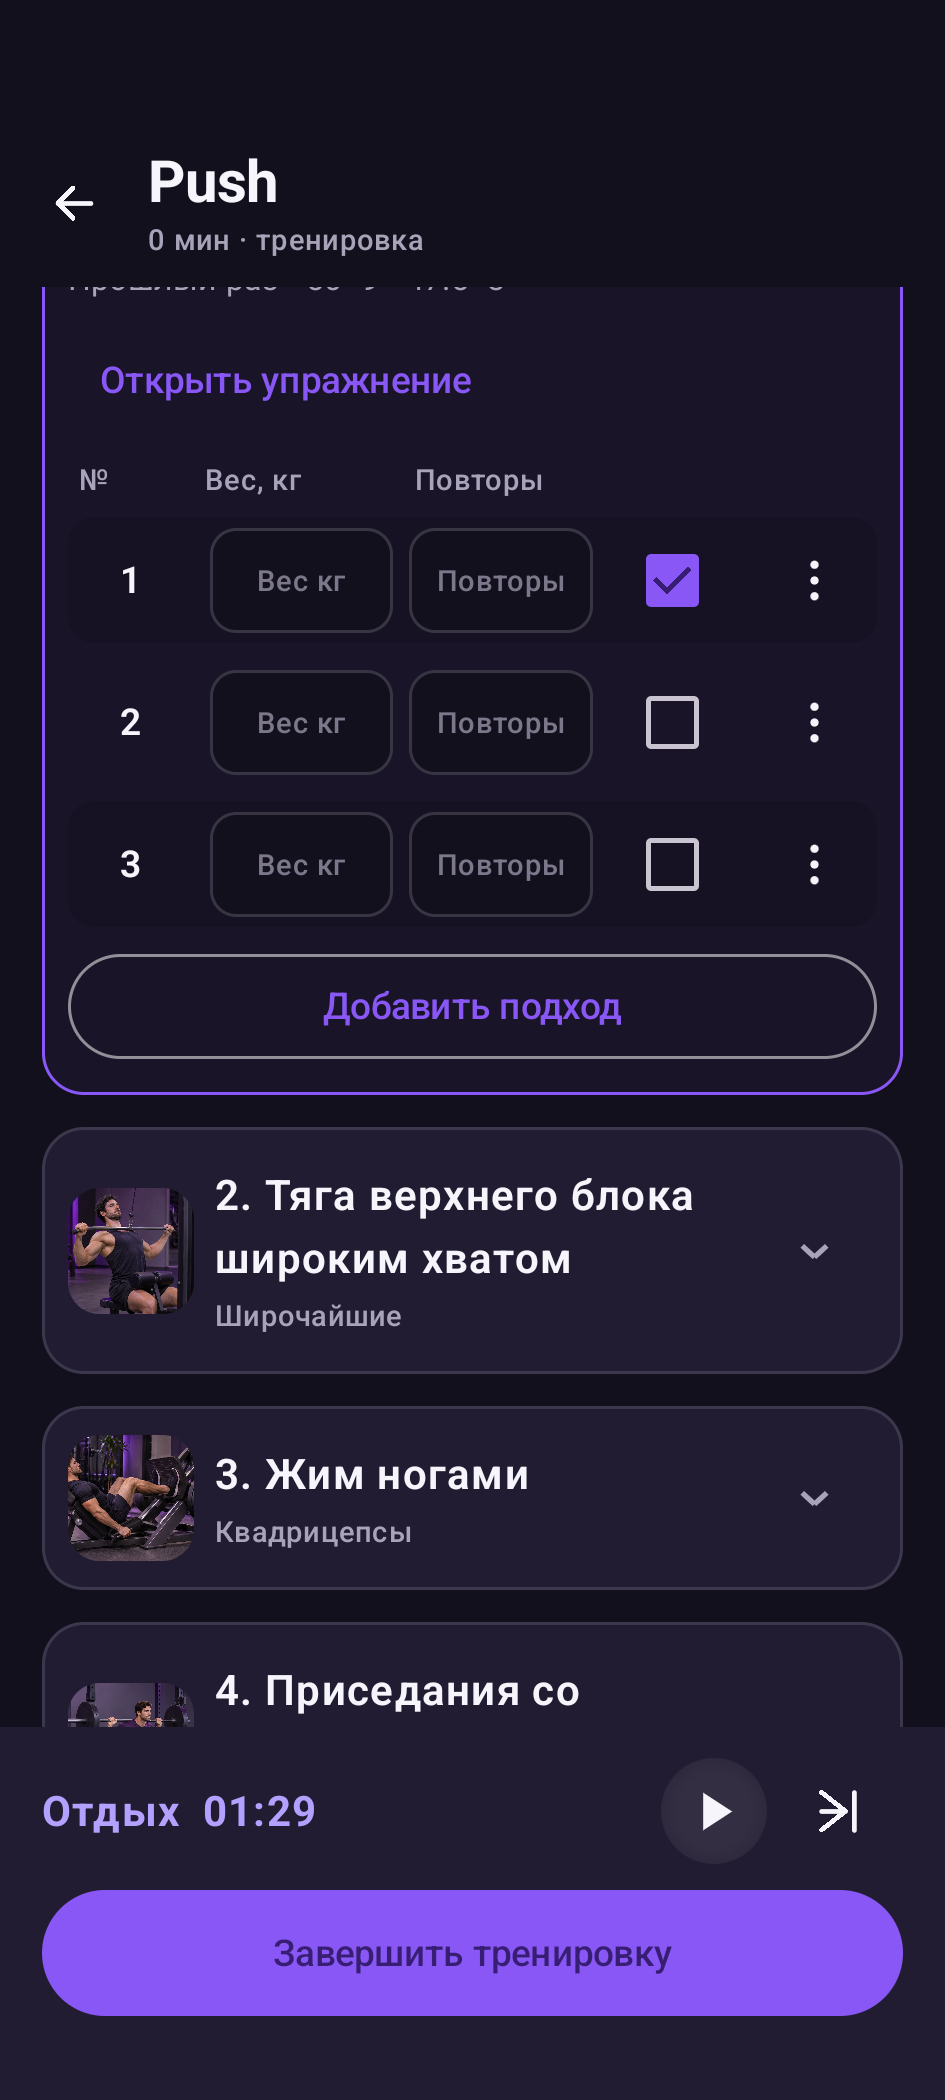 Push
0 мин · тренировка
Открыть упражнение
№ Вес, кг Повторы
1 Вес кг Повторы
2 Вес кг Повторы
3 Вес кг Повторы
Добавить подход
2. Тяга верхнего блока
широким хватом
Широчайшие
3. Жим ногами
Квадрицепсы
4. Приседания со
Отдых 01:29
Завершить тренировку